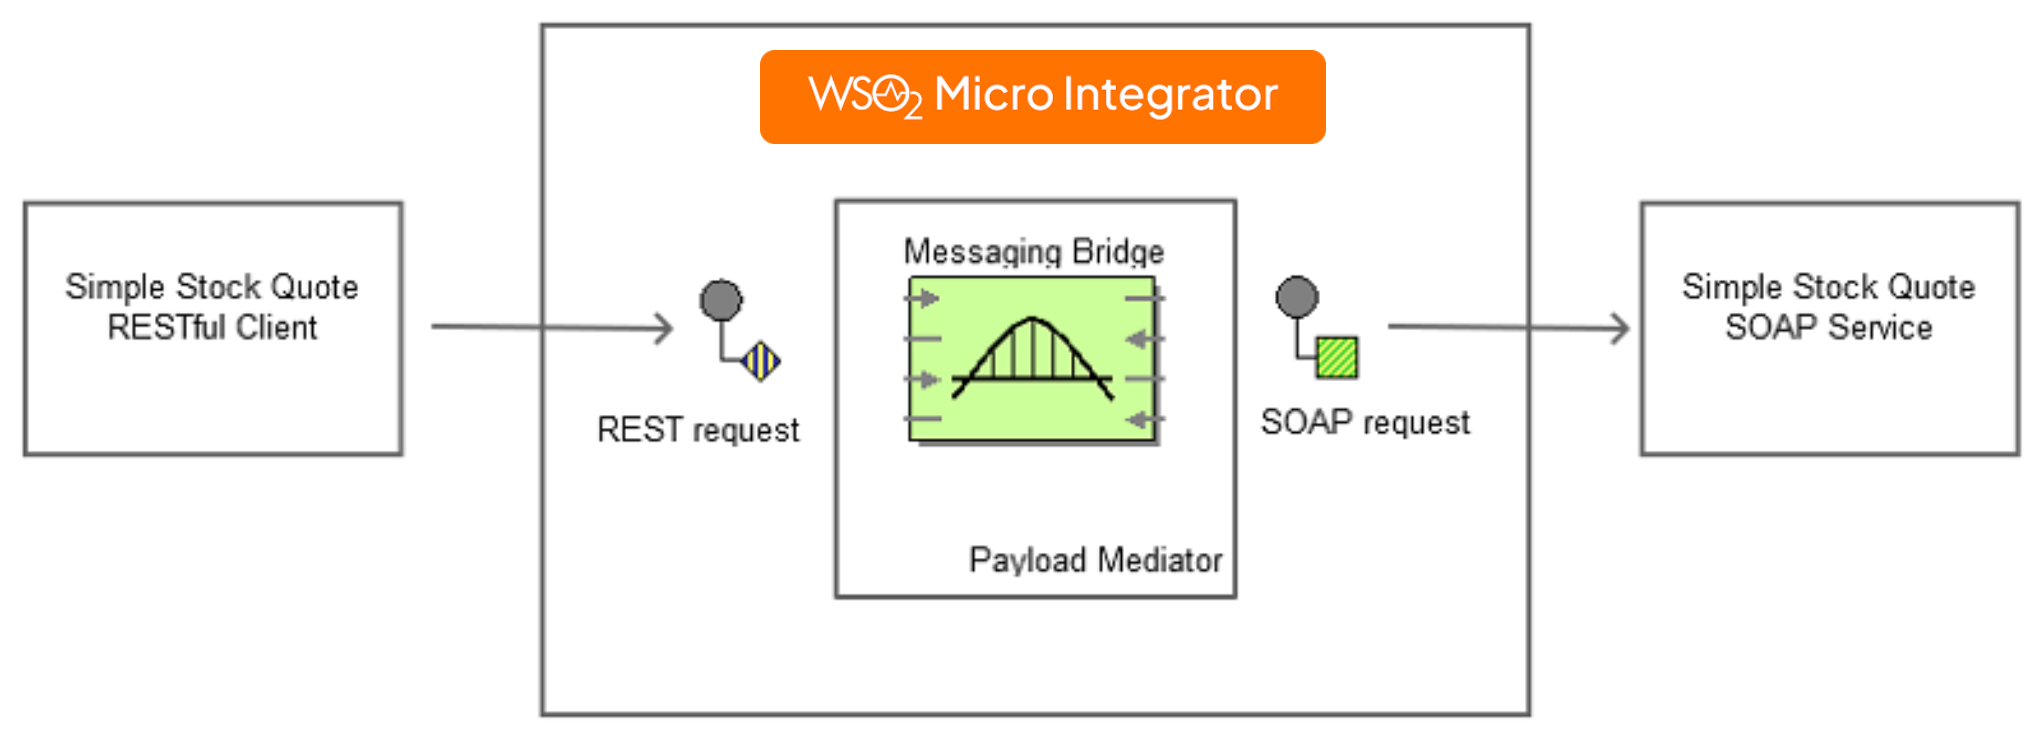 WSO2 Micro Integrator
Simple Stock Quote
RESTful Client
REST request
Messaging Bridge
Payload Mediator
SOAP request
Simple Stock Quote
SOAP Service